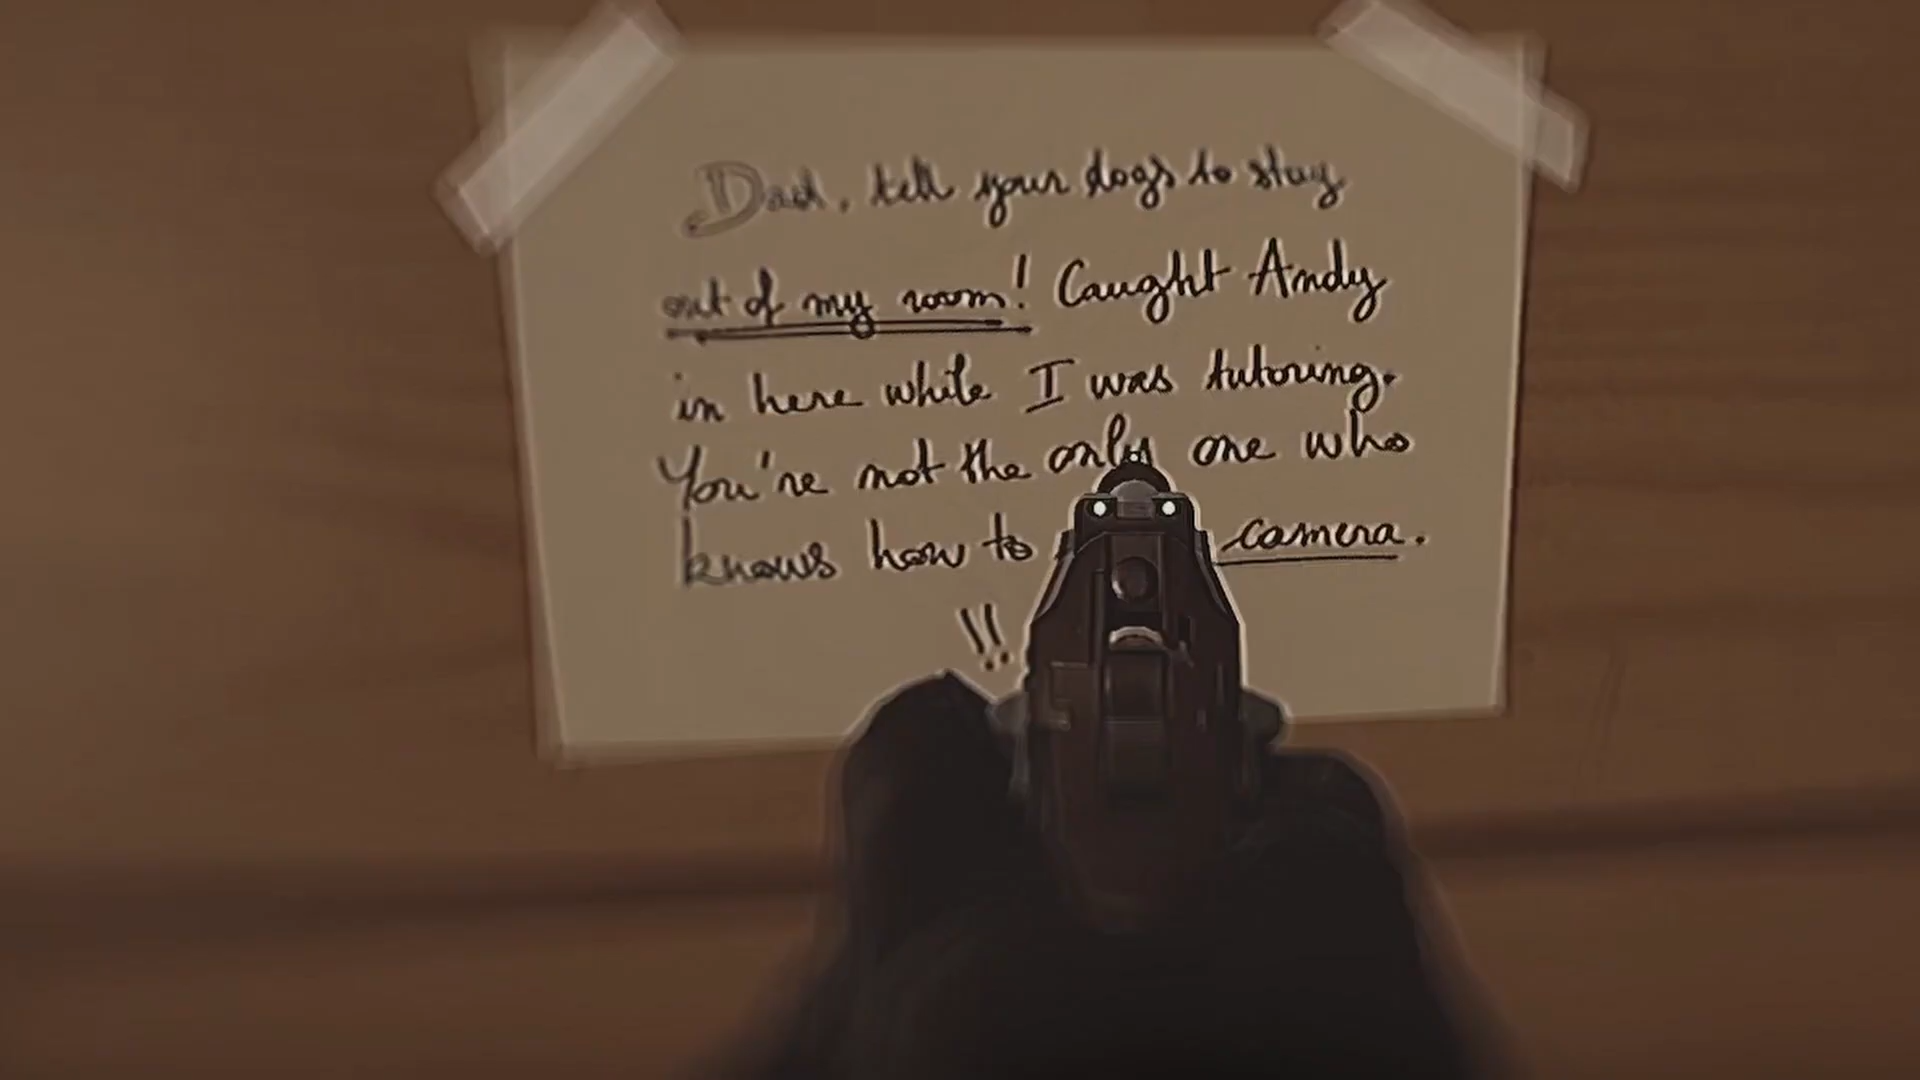 Dad, tell your dogs to stay
out of my room! Caught Andy
in here while I was tutoring.
You're not the only one who
knows how to camera.
!!